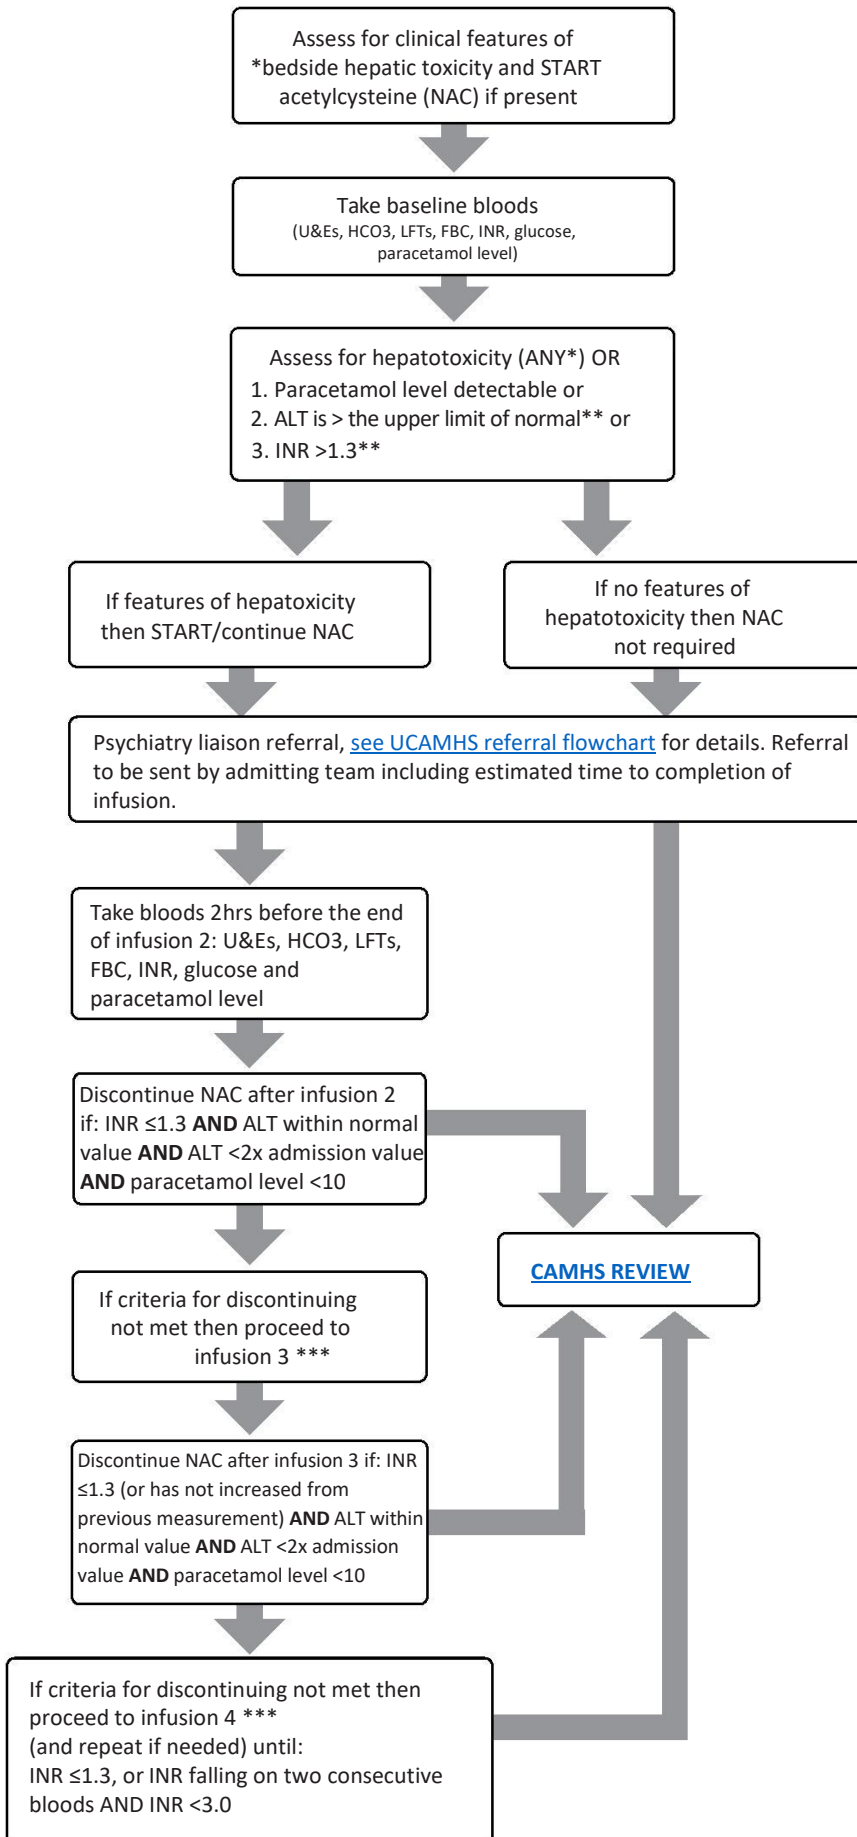 Assess for clinical features of
*bedside hepatic toxicity and START
acetylcysteine (NAC) if present
Take baseline bloods
(U&Es, HCO3, LFTs, FBC, INR, glucose,
paracetamol level)
Assess for hepatotoxicity (ANY*) OR
1. Paracetamol level detectable or
2. ALT is > the upper limit of normal** or
3. INR >1.3**
If features of hepatoxicity
then START/continue NAC
If no features of
hepatotoxicity then NAC
not required
Psychiatry liaison referral, see UCAMHS referral flowchart for details. Referral
to be sent by admitting team including estimated time to completion of
infusion.
Take bloods 2hrs before the end
of infusion 2: U&Es, HCO3, LFTs,
FBC, INR, glucose and
paracetamol level
Discontinue NAC after infusion 2
if: INR ≤1.3 AND ALT within normal
value AND ALT <2x admission value
AND paracetamol level <10
CAMHS REVIEW
If criteria for discontinuing
not met then proceed to
infusion 3 ***
Discontinue NAC after infusion 3 if: INR
≤1.3 (or has not increased from
previous measurement) AND ALT within
normal value AND ALT <2x admission
value AND paracetamol level <10
If criteria for discontinuing not met then
proceed to infusion 4 ***
(and repeat if needed) until:
INR ≤1.3, or INR falling on two consecutive
bloods AND INR <3.0